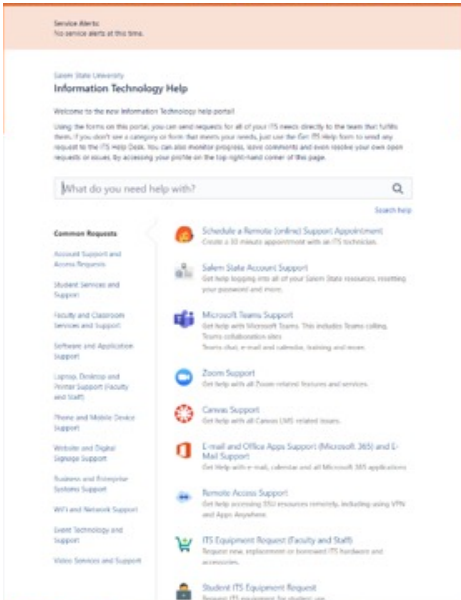 Service Alerts:
No service alerts at this time.
Salem State University
Information Technology Help
Welcome to the new Information Technology help portal!
Using the forms on this portal, you can send requests for all of your ITS needs directly to the team that fulfills
them. If you don't see a category or form that meets your needs, just use the Get ITS Help form to send any
request to the ITS Help Desk. You can also monitor progress, leave comments and even resolve your own open
requests or issues. By accessing your profile on the top right-hand corner of this page.
What do you need help with?
Search help
Common Requests
Account Support and
Access Requests
Student Services and
Support
Faculty and Classroom
Services and Support
Software and Application
Support
Laptop, Desktop and
Printer Support (Faculty
and Staff)
Phone and Mobile Device
Support
Website and Digital
Signage Support
Business and Enterprise
Systems Support
WiFi and Network Support
Event Technology and
Support
Video Services and Support
Schedule a Remote (online) Support Appointment
Create a 30 minute appointment with an ITS technician.
Salem State Account Support
Get help logging into all of your Salem State resources, resetting
your password and more.
Microsoft Teams Support
Get help with Microsoft Teams. This includes Teams calling,
Teams collaboration sites
Teams chat, e-mail and calendar, training and more.
Zoom Support
Get help with all Zoom related features and services.
Canvas Support
Get help with all Canvas LMS related issues.
E-mail and Office Apps Support (Microsoft 365) and E-
Mail Support
Get Help with e-mail, calendar and all Microsoft 365 applications
Remote Access Support
Get help accessing SSU resources remotely, including using VPN
and Apps Anywhere.
ITS Equipment Request (Faculty and Staff)
Request new, replacement or borrowed ITS hardware and
accessories.
Student ITS Equipment Request
Request ITS equipment for student use.